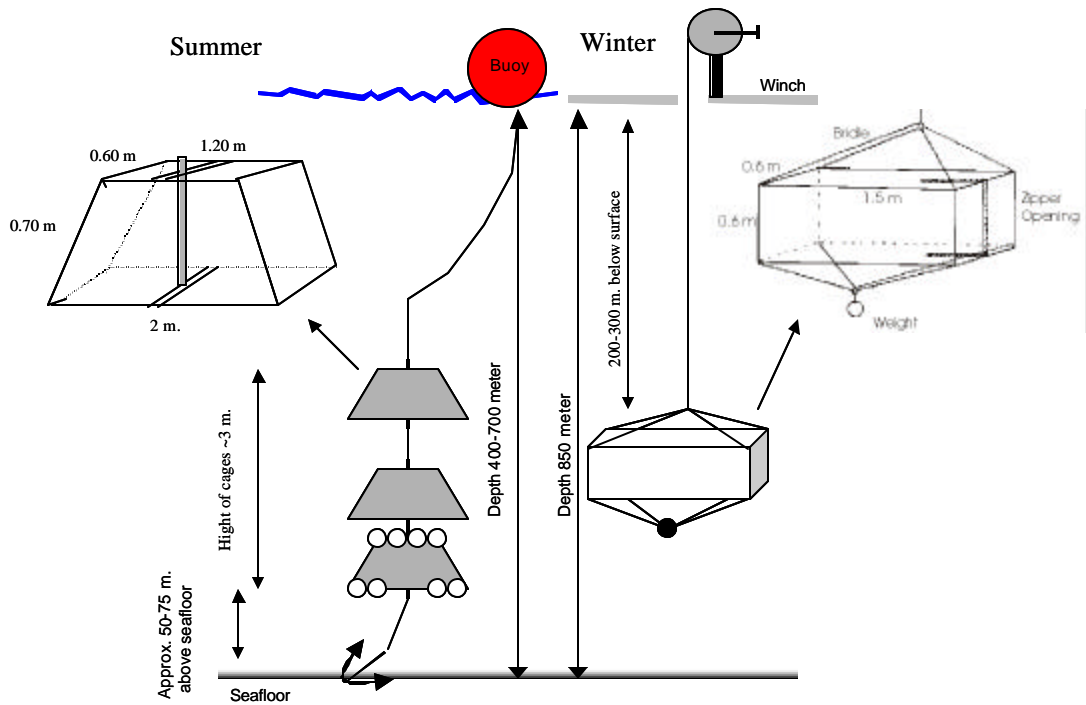 Summer
Buoy
Winter
Winch
0.60 m
1.20 m
0.70 m
2 m.
Bridle
0.6 m
1.5 m
0.6 m
Zipper
Opening
Weight
200-300 m. below surface
Hight of cages ~3 m.
Depth 400-700 meter
Depth 850 meter
Approx. 50-75 m.
above seafloor
Seafloor